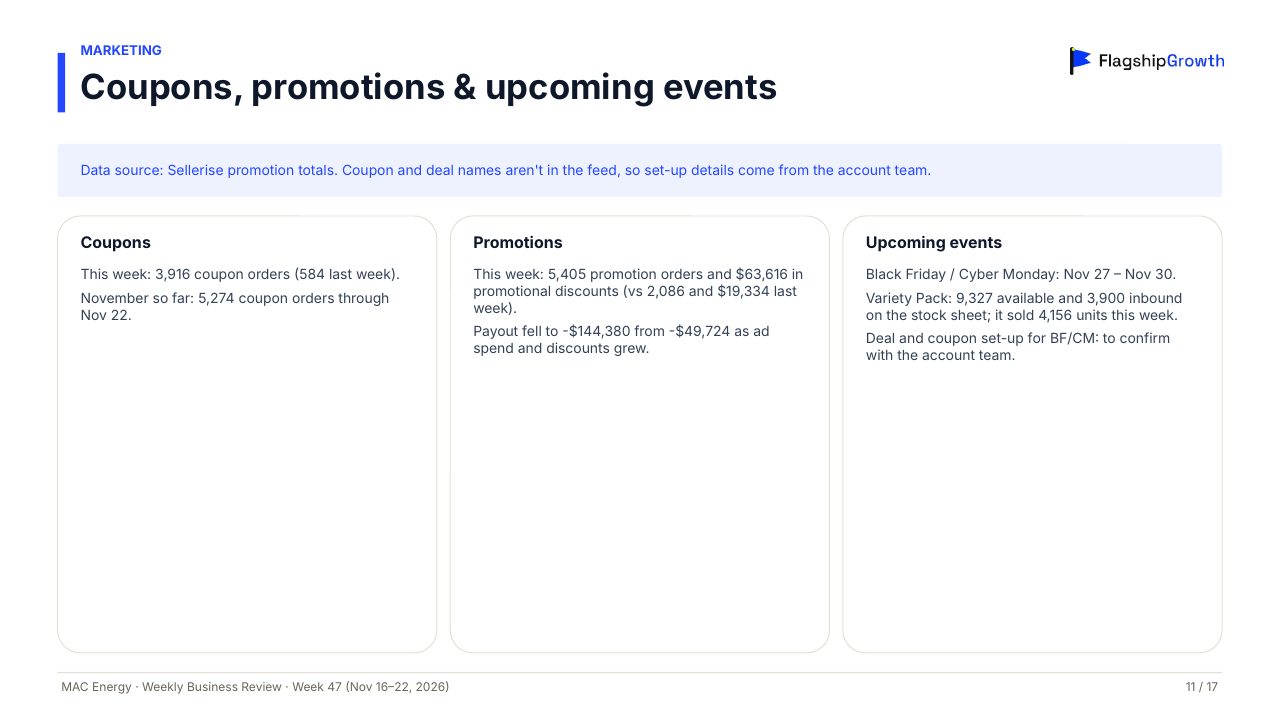 MARKETING
Coupons, promotions & upcoming events
FlagshipGrowth
Data source: Sellerise promotion totals. Coupon and deal names aren't in the feed, so set-up details come from the account team.
Coupons
This week: 3,916 coupon orders (584 last week).
November so far: 5,274 coupon orders through
Nov 22.
Promotions
This week: 5,405 promotion orders and $63,616 in
promotional discounts (vs 2,086 and $19,334 last
week).
Payout fell to -$144,380 from -$49,724 as ad
spend and discounts grew.
Upcoming events
Black Friday / Cyber Monday: Nov 27 – Nov 30.
Variety Pack: 9,327 available and 3,900 inbound
on the stock sheet; it sold 4,156 units this week.
Deal and coupon set-up for BF/CM: to confirm
with the account team.
MAC Energy · Weekly Business Review · Week 47 (Nov 16–22, 2026)
11 / 17